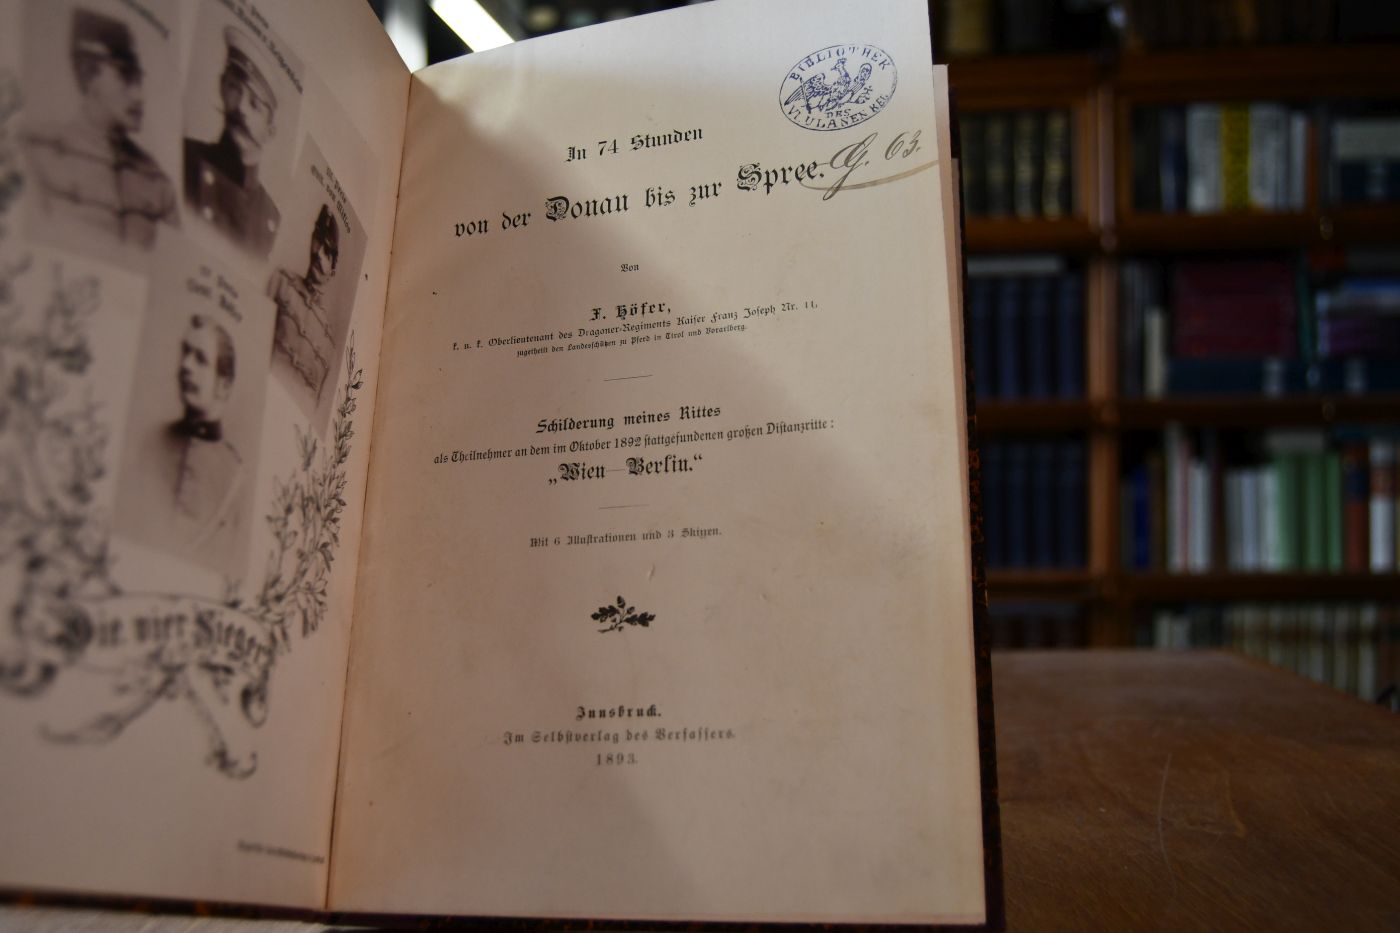 Die vier Sieger
BIBLIOTHEK
DES
VI. ULANEN REG.
G. 63.
In 74 Stunden
von der Donau bis zur Spree.
Von
F. Höfer,
k. u. k. Oberlieutenant des Dragoner-Regiments Kaiser Franz Joseph Nr. 11,
zugetheilt den Landesschützen zu Pferd in Tirol und Vorarlberg.
Schilderung meines Rittes
als Theilnehmer an dem im Oktober 1892 stattgefundenen großen Distanzritte:
„Wien—Berlin.“
Mit 6 Illustrationen und 3 Skizzen.
Innsbruck.
Im Selbstverlag des Verfassers.
1893.